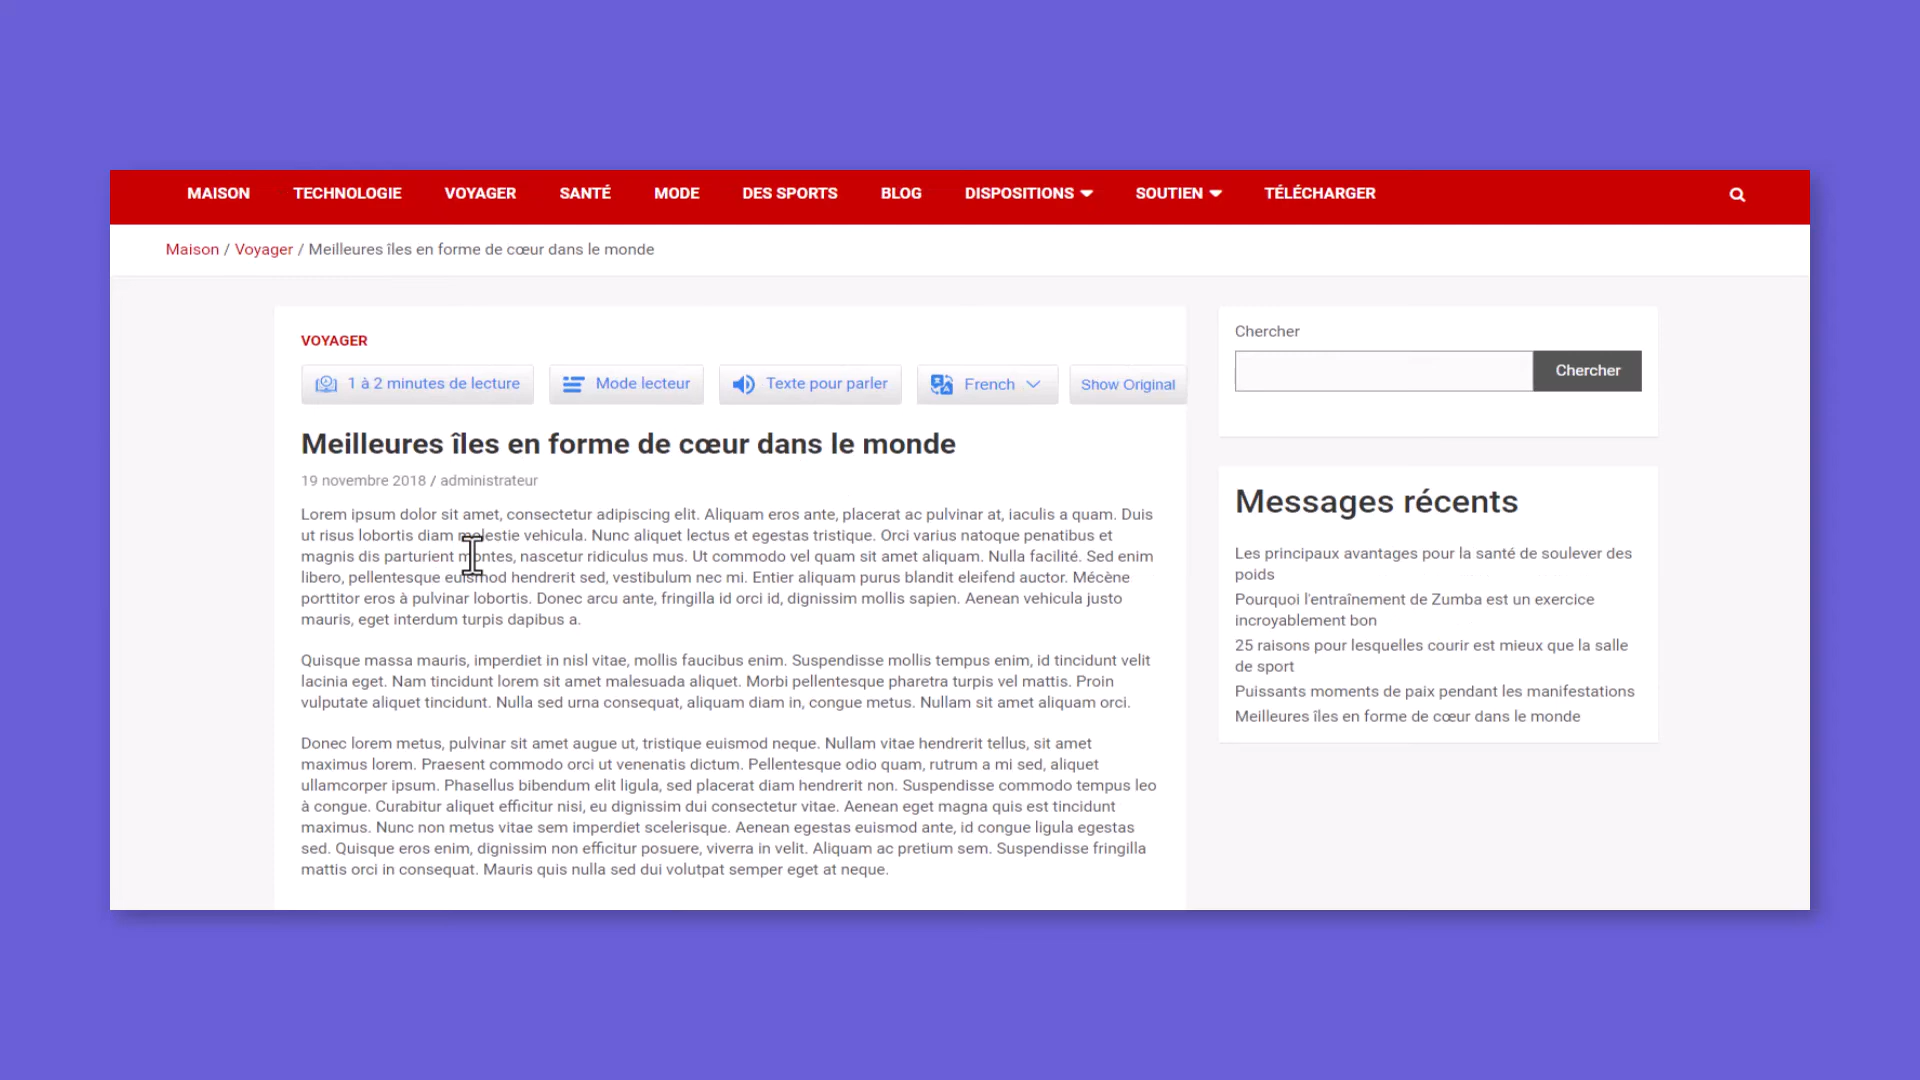 MAISON TECHNOLOGIE VOYAGER SANTÉ MODE DES SPORTS BLOG DISPOSITIONS SOUTIEN TÉLÉCHARGER
Maison / Voyager / Meilleures îles en forme de cœur dans le monde
VOYAGER
1 à 2 minutes de lecture Mode lecteur Texte pour parler French Show Original
Meilleures îles en forme de cœur dans le monde
19 novembre 2018 / administrateur
Lorem ipsum dolor sit amet, consectetur adipiscing elit. Aliquam eros ante, placerat ac pulvinar at, iaculis a quam. Duis
ut risus lobortis diam molestie vehicula. Nunc aliquet lectus et egestas tristique. Orci varius natoque penatibus et
magnis dis parturient montes, nascetur ridiculus mus. Ut commodo vel quam sit amet aliquam. Nulla facilité. Sed enim
libero, pellentesque euismod hendrerit sed, vestibulum nec mi. Entier aliquam purus blandit eleifend auctor. Mécène
porttitor eros à pulvinar lobortis. Donec arcu ante, fringilla id orci id, dignissim mollis sapien. Aenean vehicula justo
mauris, eget interdum turpis dapibus a.
Quisque massa mauris, imperdiet in nisl vitae, mollis faucibus enim. Suspendisse mollis tempus enim, id tincidunt velit
lacinia eget. Nam tincidunt lorem sit amet malesuada aliquet. Morbi pellentesque pharetra turpis vel mattis. Proin
vulputate aliquet tincidunt. Nulla sed urna consequat, aliquam diam in, congue metus. Nullam sit amet aliquam orci.
Donec lorem metus, pulvinar sit amet augue ut, tristique euismod neque. Nullam vitae hendrerit tellus, sit amet
maximus lorem. Praesent commodo orci ut venenatis dictum. Pellentesque odio quam, rutrum a mi sed, aliquet
ullamcorper ipsum. Phasellus bibendum elit ligula, sed placerat diam hendrerit non. Suspendisse commodo tempus leo
à congue. Curabitur aliquet efficitur nisi, eu dignissim dui consectetur vitae. Aenean eget magna quis est tincidunt
maximus. Nunc non metus vitae sem imperdiet scelerisque. Aenean egestas euismod ante, id congue ligula egestas
sed. Quisque eros enim, dignissim non efficitur posuere, viverra in velit. Aliquam ac pretium sem. Suspendisse fringilla
mattis orci in consequat. Mauris quis nulla sed dui volutpat semper eget at neque.
Chercher
Chercher
Messages récents
Les principaux avantages pour la santé de soulever des
poids
Pourquoi l'entraînement de Zumba est un exercice
incroyablement bon
25 raisons pour lesquelles courir est mieux que la salle
de sport
Puissants moments de paix pendant les manifestations
Meilleures îles en forme de cœur dans le monde